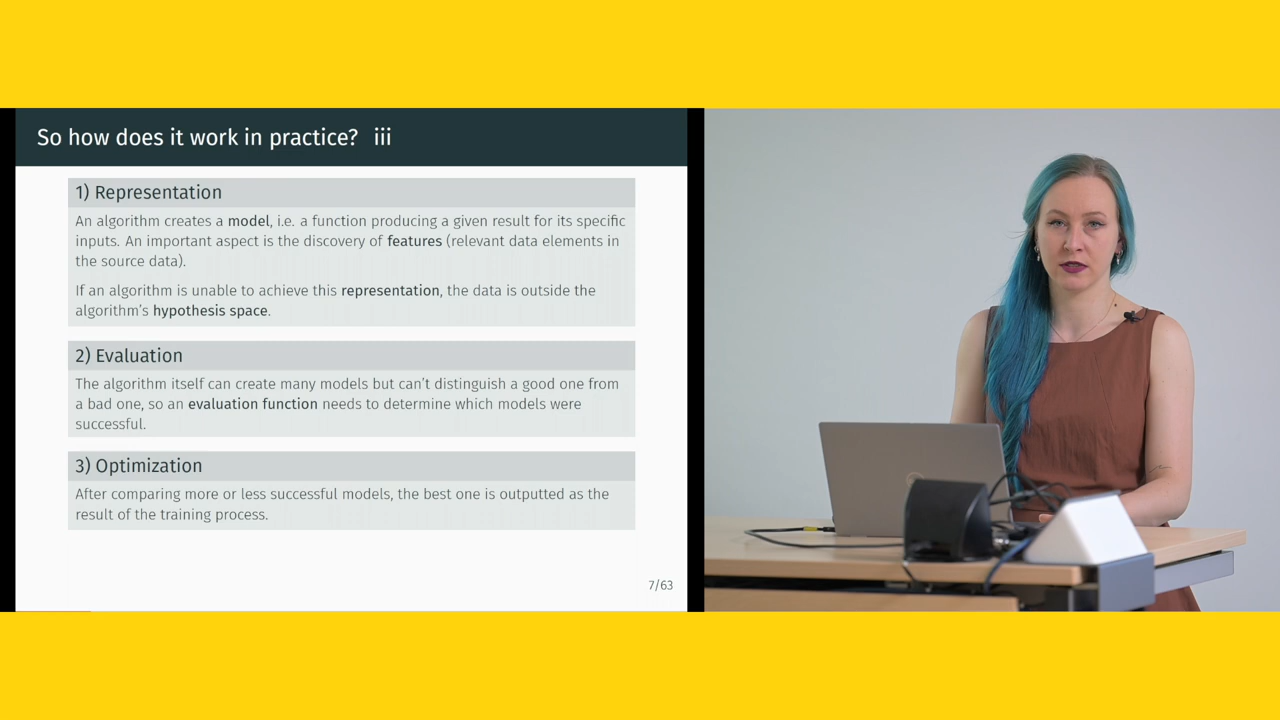 So how does it work in practice? iii
1) Representation
An algorithm creates a model, i.e. a function producing a given result for its specific
inputs. An important aspect is the discovery of features (relevant data elements in
the source data).
If an algorithm is unable to achieve this representation, the data is outside the
algorithm's hypothesis space.
2) Evaluation
The algorithm itself can create many models but can't distinguish a good one from
a bad one, so an evaluation function needs to determine which models were
successful.
3) Optimization
After comparing more or less successful models, the best one is outputted as the
result of the training process.
7/63